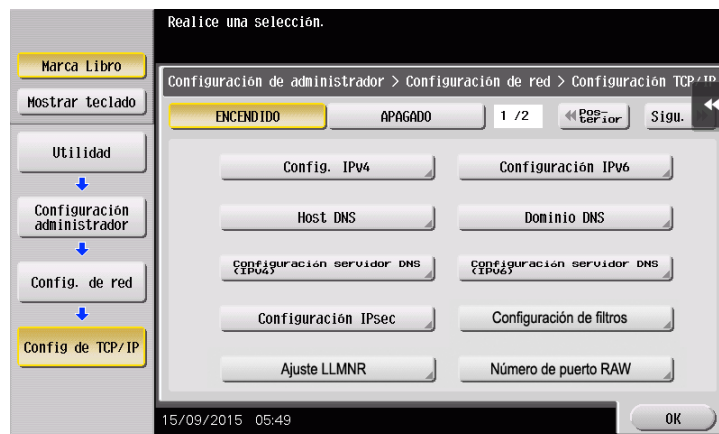 Realice una selección.
Marca Libro
Mostrar teclado
Configuración de administrador > Configuración de red > Configuración TCP/IP
ENCENDIDO
APAGADO
1 /2
Pos-
terior
Sigu.
Utilidad
Configuración
administrador
Config. de red
Config de TCP/IP
Config. IPv4
Configuración IPv6
Host DNS
Dominio DNS
Configuración servidor DNS
(IPv4)
Configuración servidor DNS
(IPv6)
Configuración IPsec
Configuración de filtros
Ajuste LLMNR
Número de puerto RAW
15/09/2015 05:49
OK